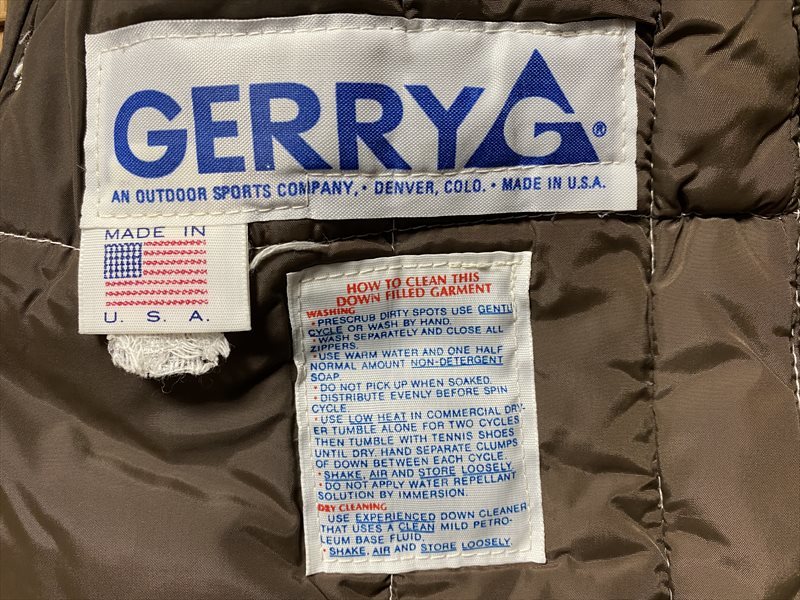 GERRY G ®
AN OUTDOOR SPORTS COMPANY, • DENVER, COLO. • MADE IN U.S.A.
MADE IN
U. S. A.
HOW TO CLEAN THIS
DOWN FILLED GARMENT
WASHING
• PRESCRUB DIRTY SPOTS USE GENTL
CYCLE OR WASH BY HAND.
• WASH SEPARATELY AND CLOSE ALL
ZIPPERS.
• USE WARM WATER AND ONE HALF
NORMAL AMOUNT NON-DETERGENT
SOAP.
• DO NOT PICK UP WHEN SOAKED.
• DISTRIBUTE EVENLY BEFORE SPIN
CYCLE.
• USE LOW HEAT IN COMMERCIAL DRY-
ER TUMBLE ALONE FOR TWO CYCLES
THEN TUMBLE WITH TENNIS SHOES
UNTIL DRY. HAND SEPARATE CLUMPS
OF DOWN BETWEEN EACH CYCLE.
• SHAKE, AIR AND STORE LOOSELY.
• DO NOT APPLY WATER REPELLANT
SOLUTION BY IMMERSION.
DRY CLEANING
USE EXPERIENCED DOWN CLEANER
THAT USES A CLEAN MILD PETRO-
LEUM BASE FLUID.
• SHAKE, AIR AND STORE LOOSELY.